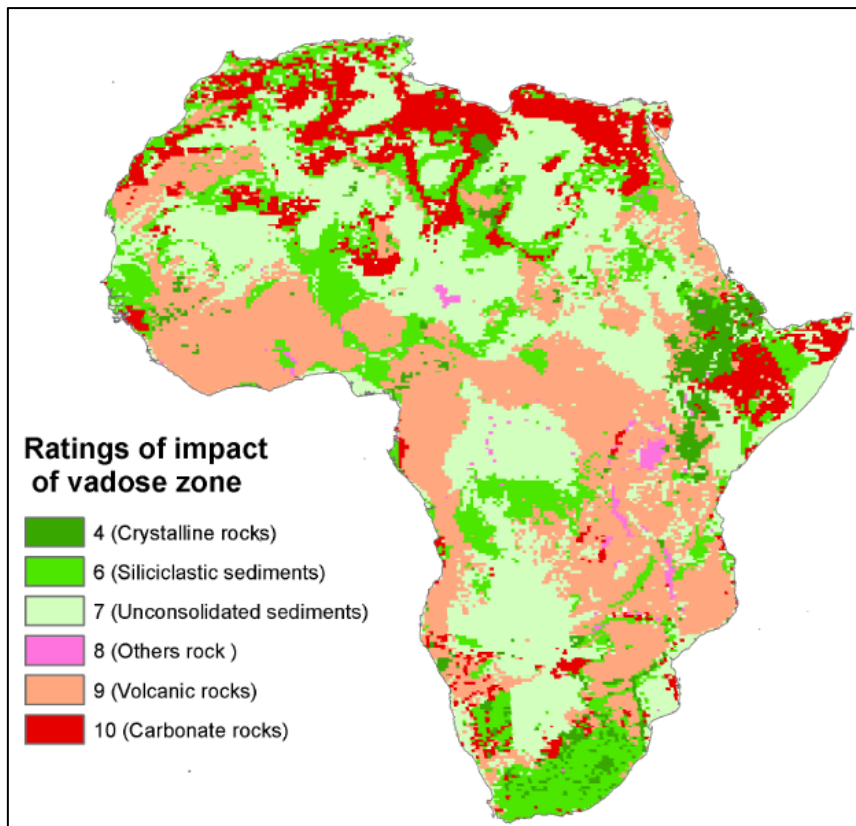 Ratings of impact
of vadose zone
4 (Crystalline rocks)
6 (Siliciclastic sediments)
7 (Unconsolidated sediments)
8 (Others rock )
9 (Volcanic rocks)
10 (Carbonate rocks)